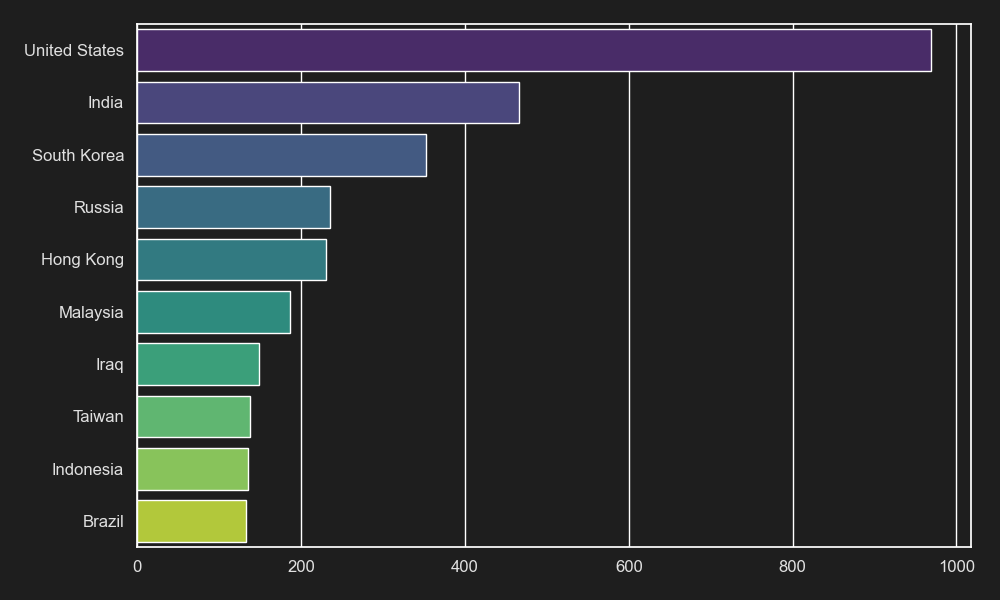 United States
India
South Korea
Russia
Hong Kong
Malaysia
Iraq
Taiwan
Indonesia
Brazil
0 200 400 600 800 1000